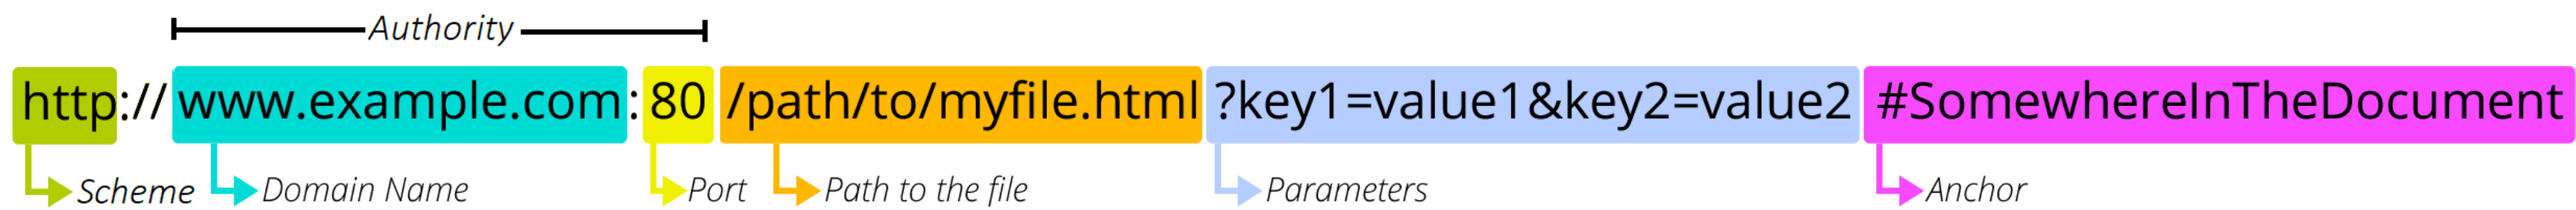 Authority
http://www.example.com:80/path/to/myfile.html?key1=value1&key2=value2#SomewhereInTheDocument
Scheme Domain Name Port Path to the file Parameters Anchor